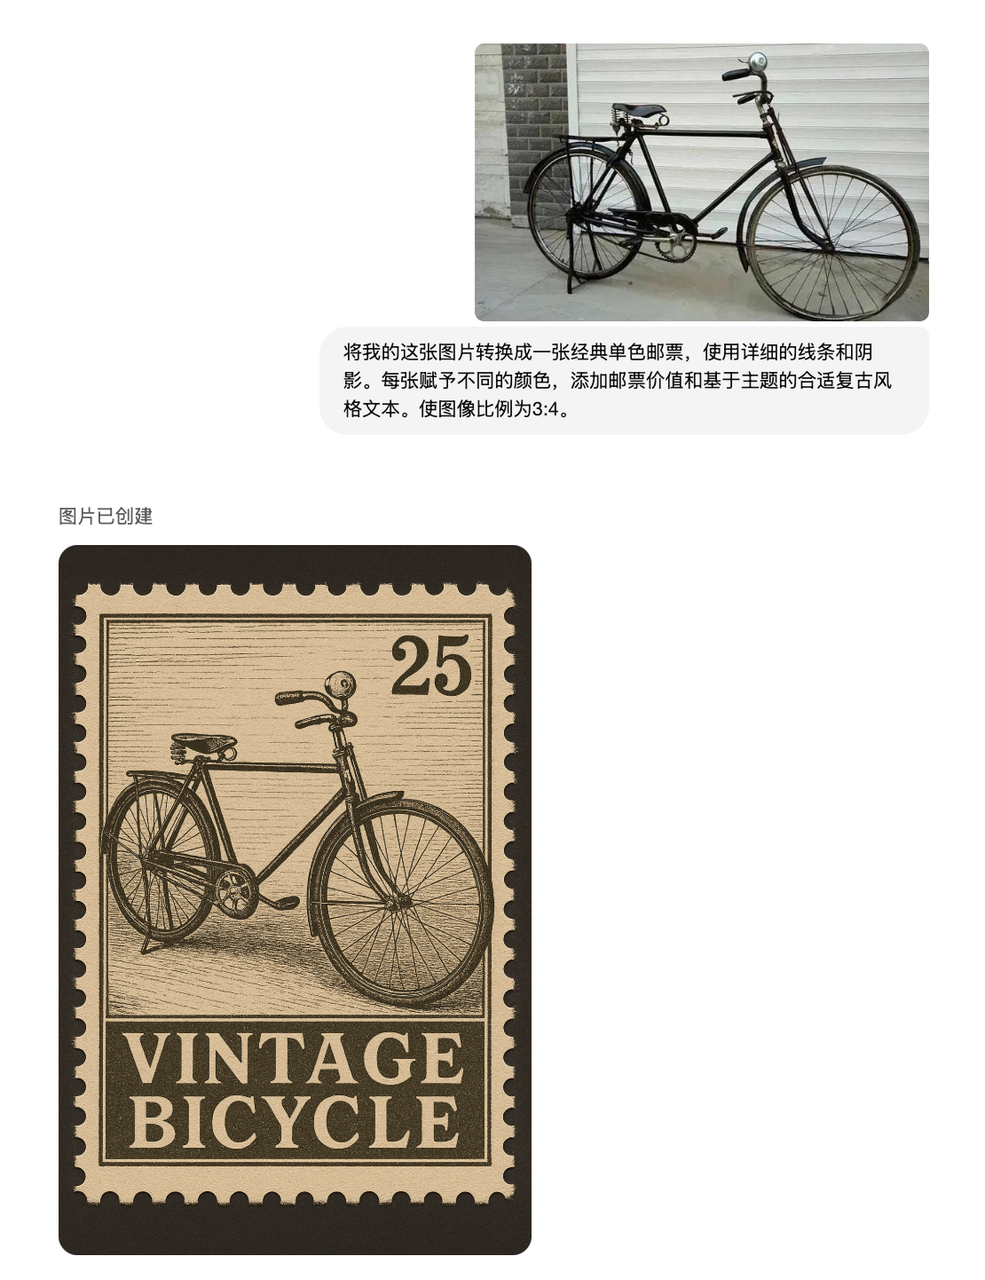 将我的这张图片转换成一张经典单色邮票，使用详细的线条和阴
影。每张赋予不同的颜色，添加邮票价值和基于主题的合适复古风
格文本。使图像比例为3:4。
图片已创建
25
VINTAGE
BICYCLE